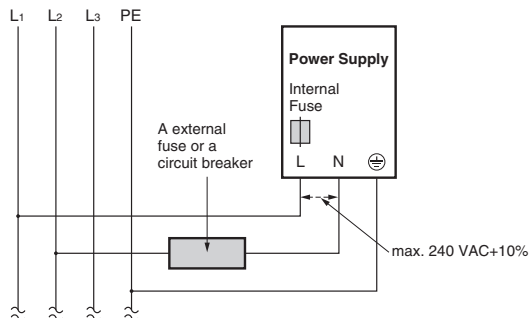 L1 L2 L3 PE
Power Supply
Internal
Fuse
L N
A external
fuse or a
circuit breaker
max. 240 VAC+10%